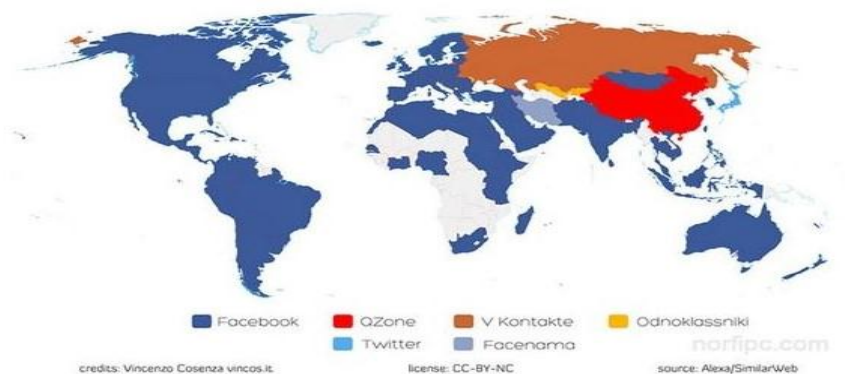 Facebook QZone V Kontakte Odnoklassniki
Twitter Facenama
norfipc.com
credits: Vincenzo Cosenza vincos.it license: CC-BY-NC source: Alexa/SimilarWeb